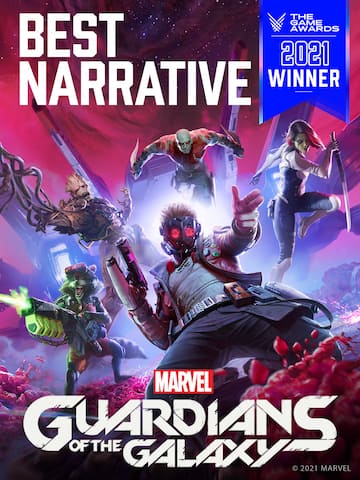 BEST
NARRATIVE
THE
GAME
AWARDS
2021
WINNER
MARVEL
GUARDIANS
OF THE
GALAXY
© 2021 MARVEL